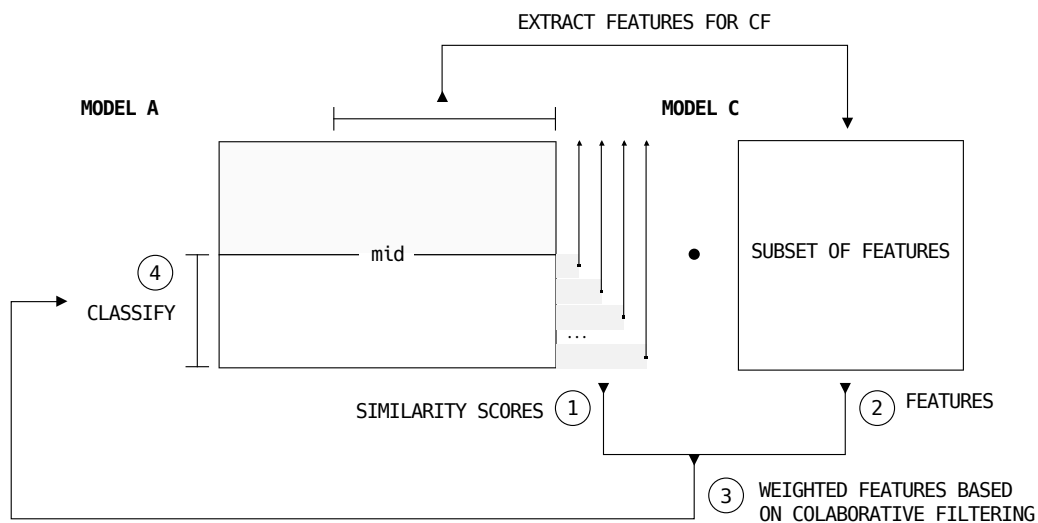 EXTRACT FEATURES FOR CF
MODEL A
MODEL C
mid
SUBSET OF FEATURES
4
CLASSIFY
...
SIMILARITY SCORES 1
2 FEATURES
3 WEIGHTED FEATURES BASED
ON COLABORATIVE FILTERING